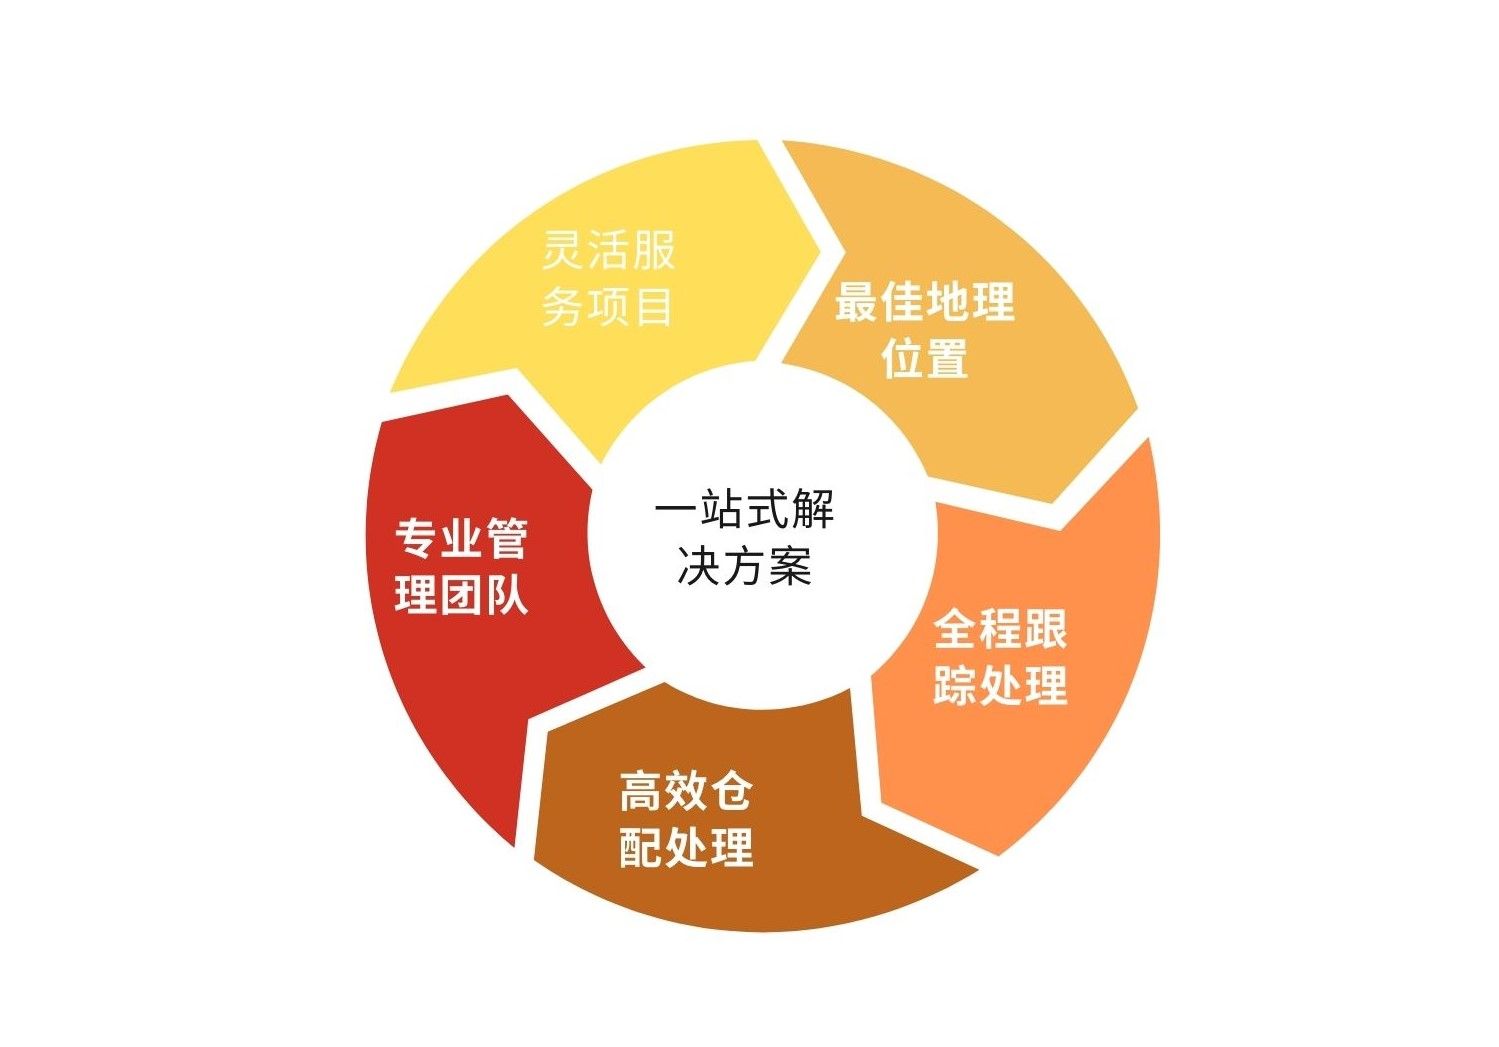 灵活服
务项目
最佳地理
位置
一站式解
决方案
专业管
理团队
全程跟
踪处理
高效仓
配处理